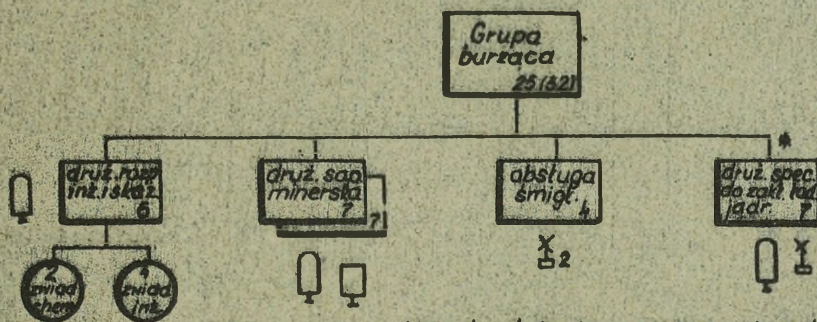 Grupa
burząca
25 (32)
*
druż. rozp.
inż. i skaż.
6
druż. sap.
minerska
7
7
obsługa
śmigł.
4
druż. spec.
do zakł. ład.
jądr. 7
2
2
zwiad
chem
4
zwiad
inż.